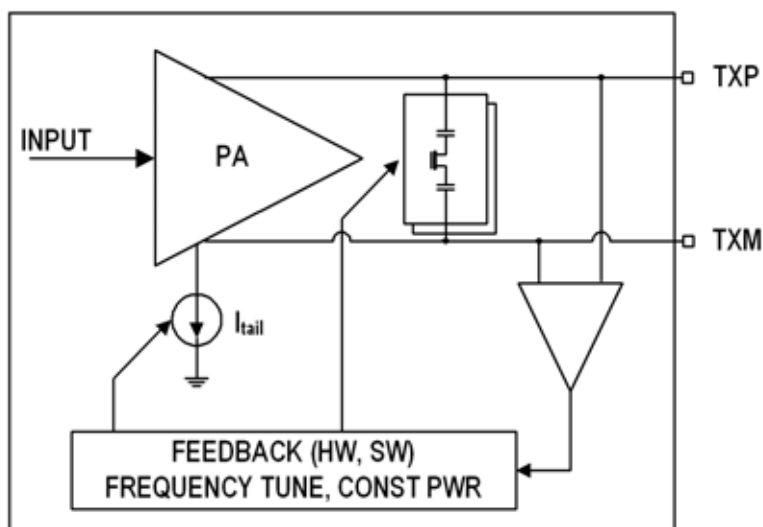 TXP
INPUT
PA
TXM
Itail
FEEDBACK (HW, SW)
FREQUENCY TUNE, CONST PWR